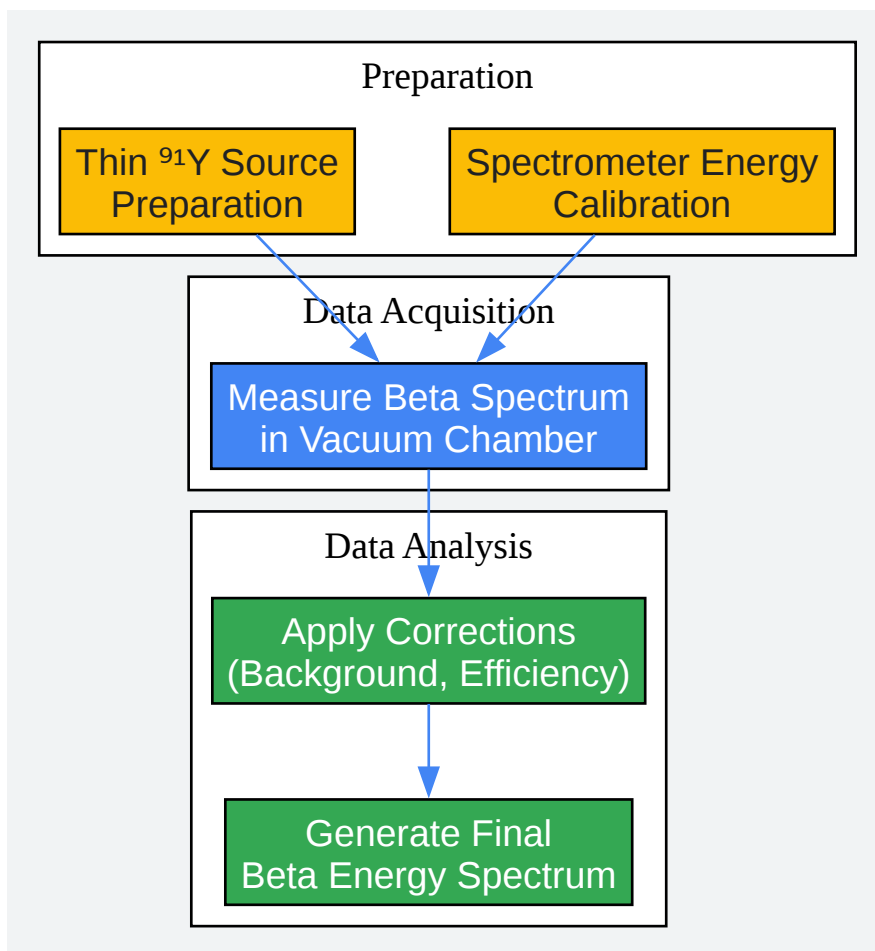 Preparation
Thin ⁹¹Y Source
Preparation
Spectrometer Energy
Calibration
Data Acquisition
Measure Beta Spectrum
in Vacuum Chamber
Data Analysis
Apply Corrections
(Background, Efficiency)
Generate Final
Beta Energy Spectrum